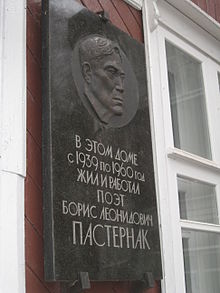 В ЭТОМ ДОМЕ
с 1939 по 1960 год
ЖИЛ И РАБОТАЛ
ПОЭТ
БОРИС ЛЕОНИДОВИЧ
ПАСТЕРНАК